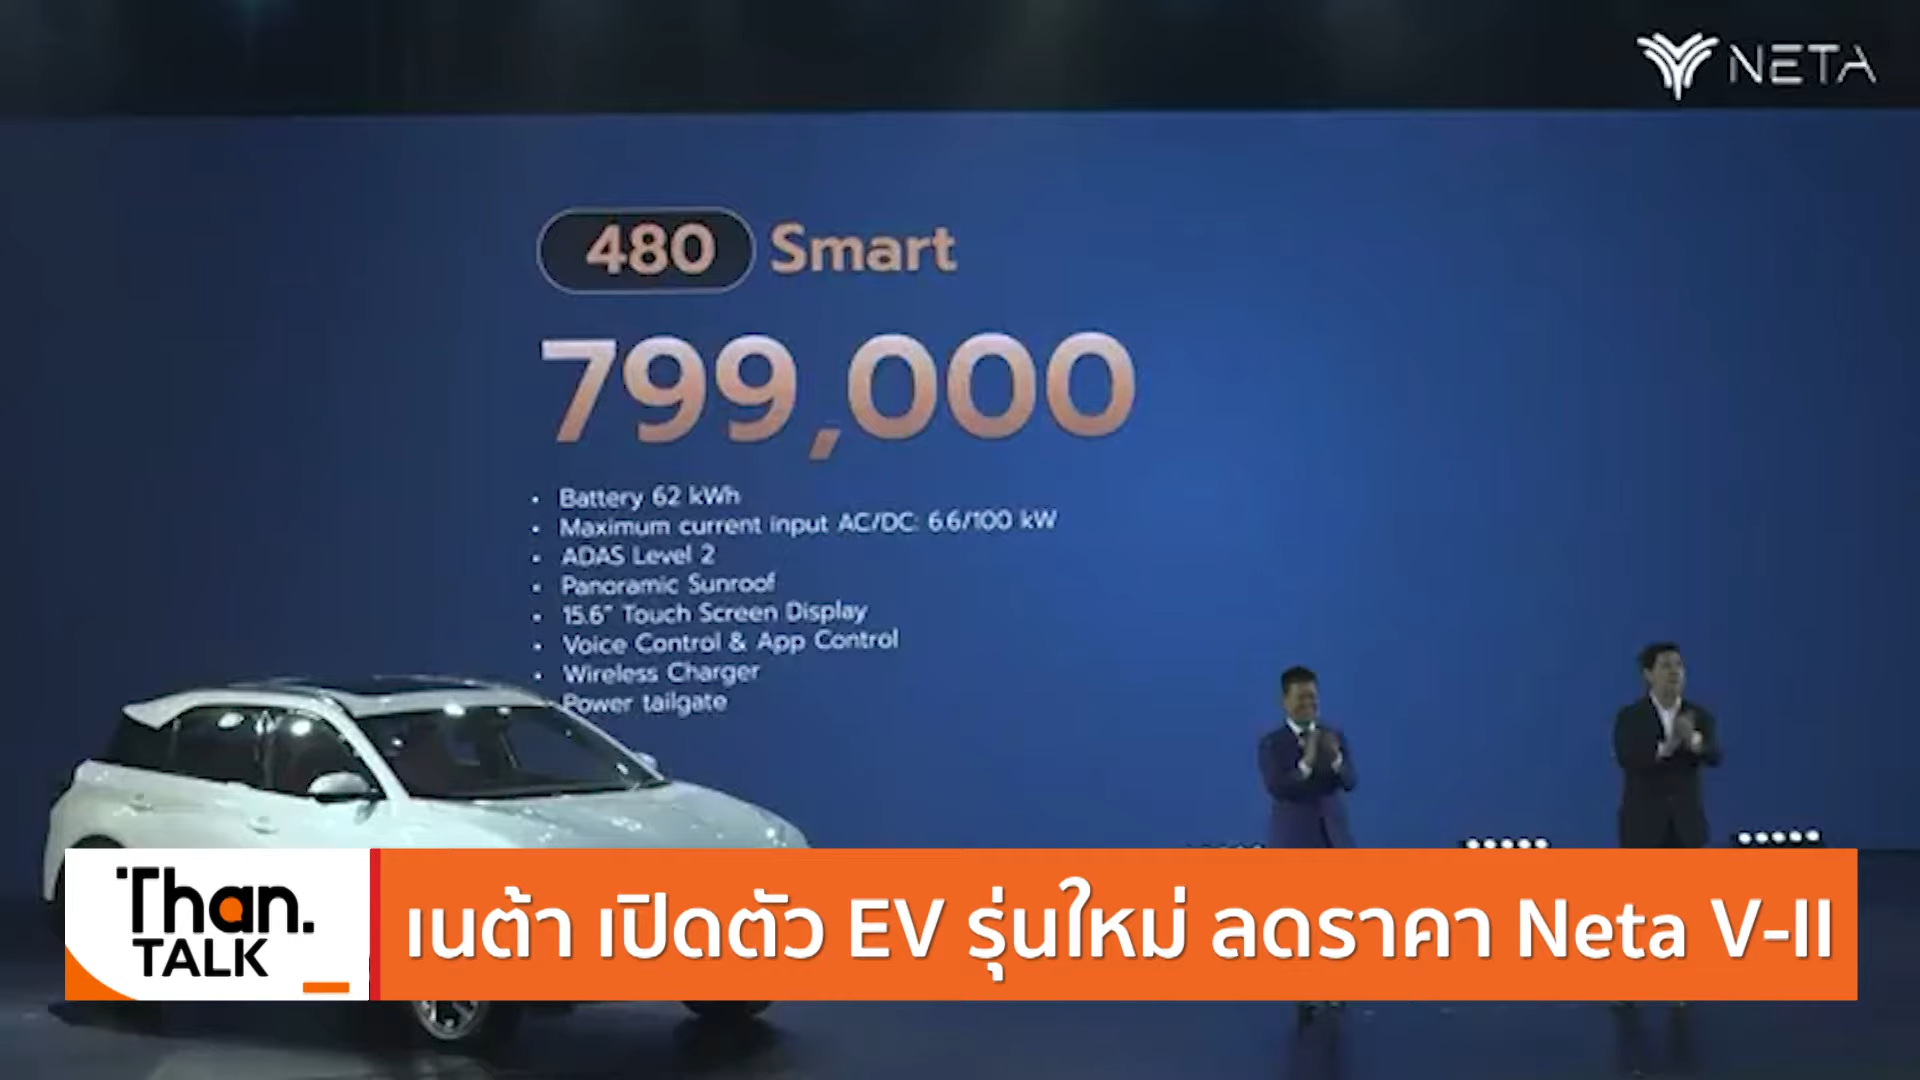 NETA
480 Smart
799,000
• Battery 62 kWh
• Maximum current input AC/DC: 6.6/100 kW
• ADAS Level 2
• Panoramic Sunroof
• 15.6" Touch Screen Display
• Voice Control & App Control
• Wireless Charger
• Power tailgate
Than.
TALK
เนต้า เปิดตัว EV รุ่นใหม่ ลดราคา Neta V-II